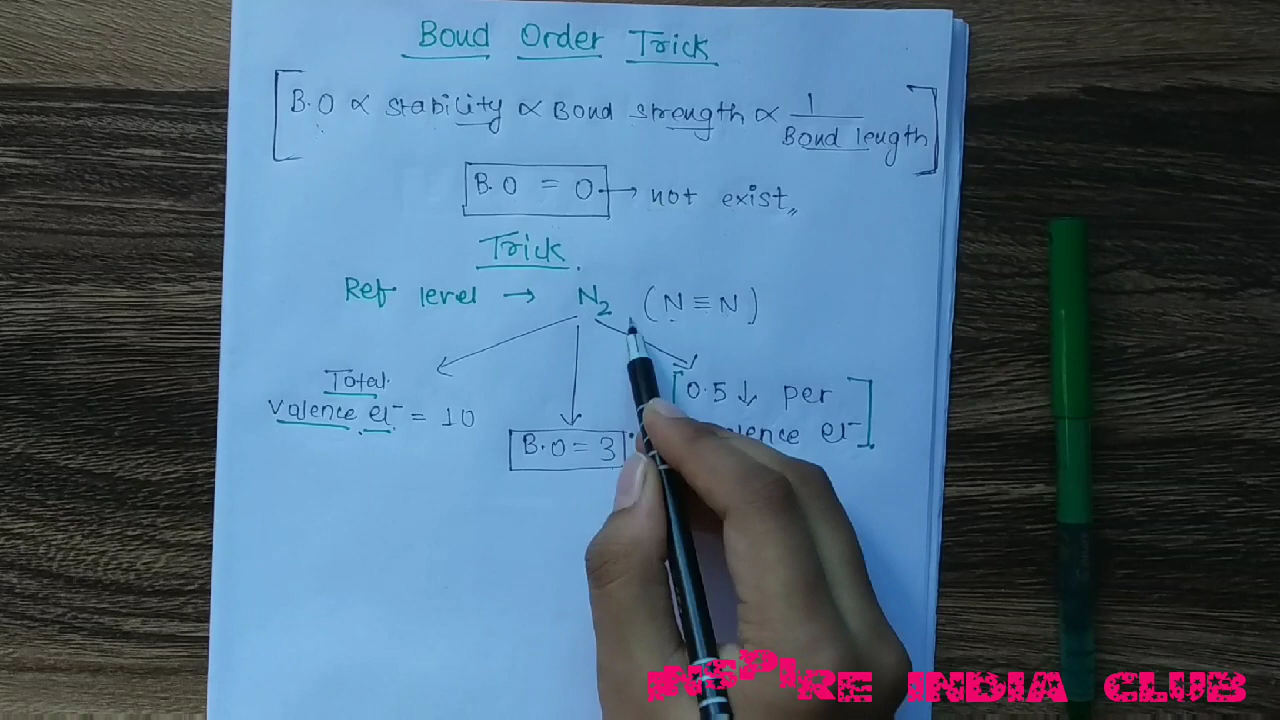 Bond Order Trick
B.O ∝ stability ∝ Bond strength ∝ 1/Bond length
B.O = 0 → not exist,,
Trick
Ref level → N2 (N≡N)
Total
Valence el⁻ = 10
B.O = 3
0.5 ↓ per
el⁻
INSPIRE INDIA CLUB